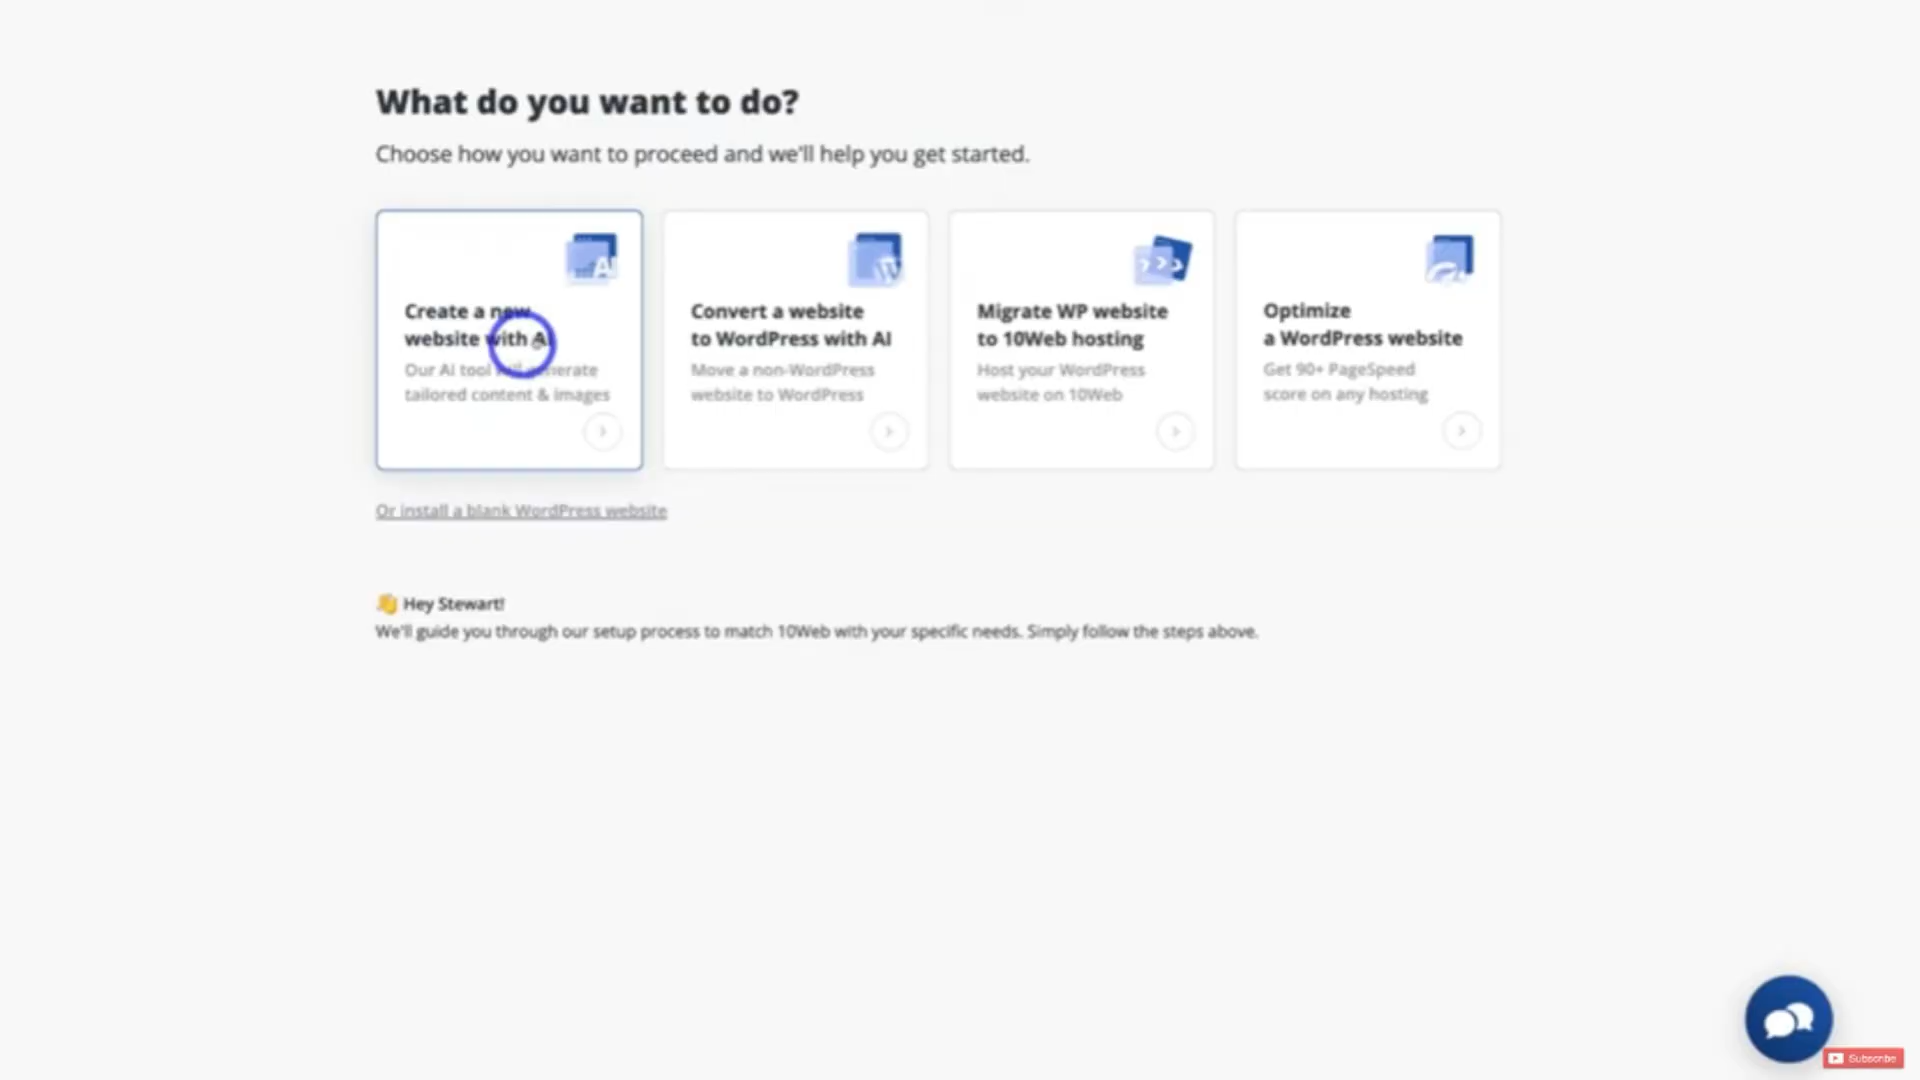 What do you want to do?
Choose how you want to proceed and we'll help you get started.
AI
Create a new
website with AI
Our AI tool will generate
tailored content & images
Convert a website
to WordPress with AI
Move a non-WordPress
website to WordPress
Migrate WP website
to 10Web hosting
Host your WordPress
website on 10Web
Optimize
a WordPress website
Get 90+ PageSpeed
score on any hosting
Or install a blank WordPress website
👋 Hey Stewart!
We'll guide you through our setup process to match 10Web with your specific needs. Simply follow the steps above.
Subscribe